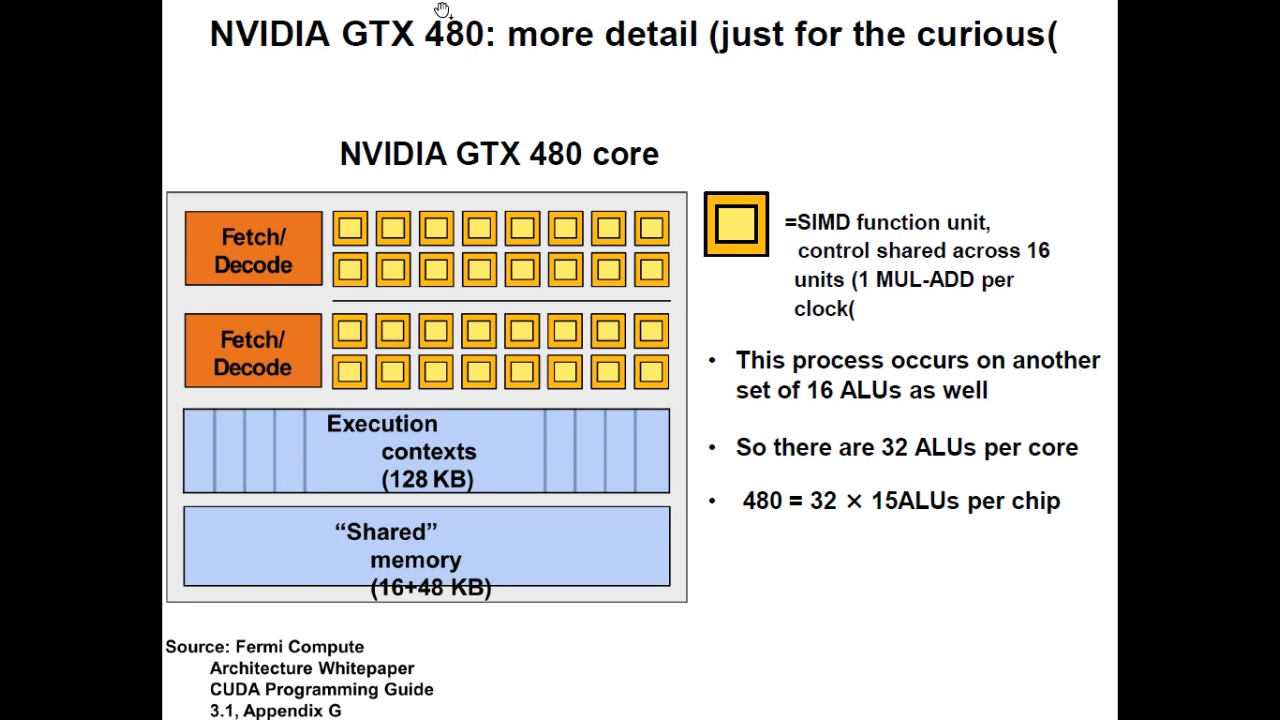 NVIDIA GTX 480: more detail (just for the curious(
NVIDIA GTX 480 core
Fetch/
Decode
Fetch/
Decode
Execution
contexts
(128 KB)
“Shared”
memory
(16+48 KB)
=SIMD function unit,
control shared across 16
units (1 MUL-ADD per
clock(
• This process occurs on another
set of 16 ALUs as well
• So there are 32 ALUs per core
• 480 = 32 × 15ALUs per chip
Source: Fermi Compute
Architecture Whitepaper
CUDA Programming Guide
3.1, Appendix G